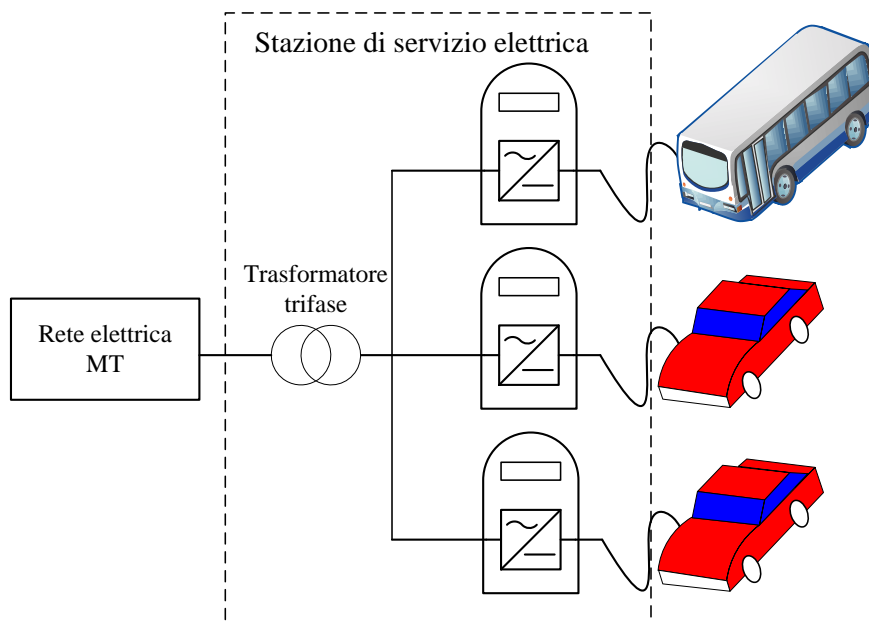 Stazione di servizio elettrica
Trasformatore
trifase
Rete elettrica
MT